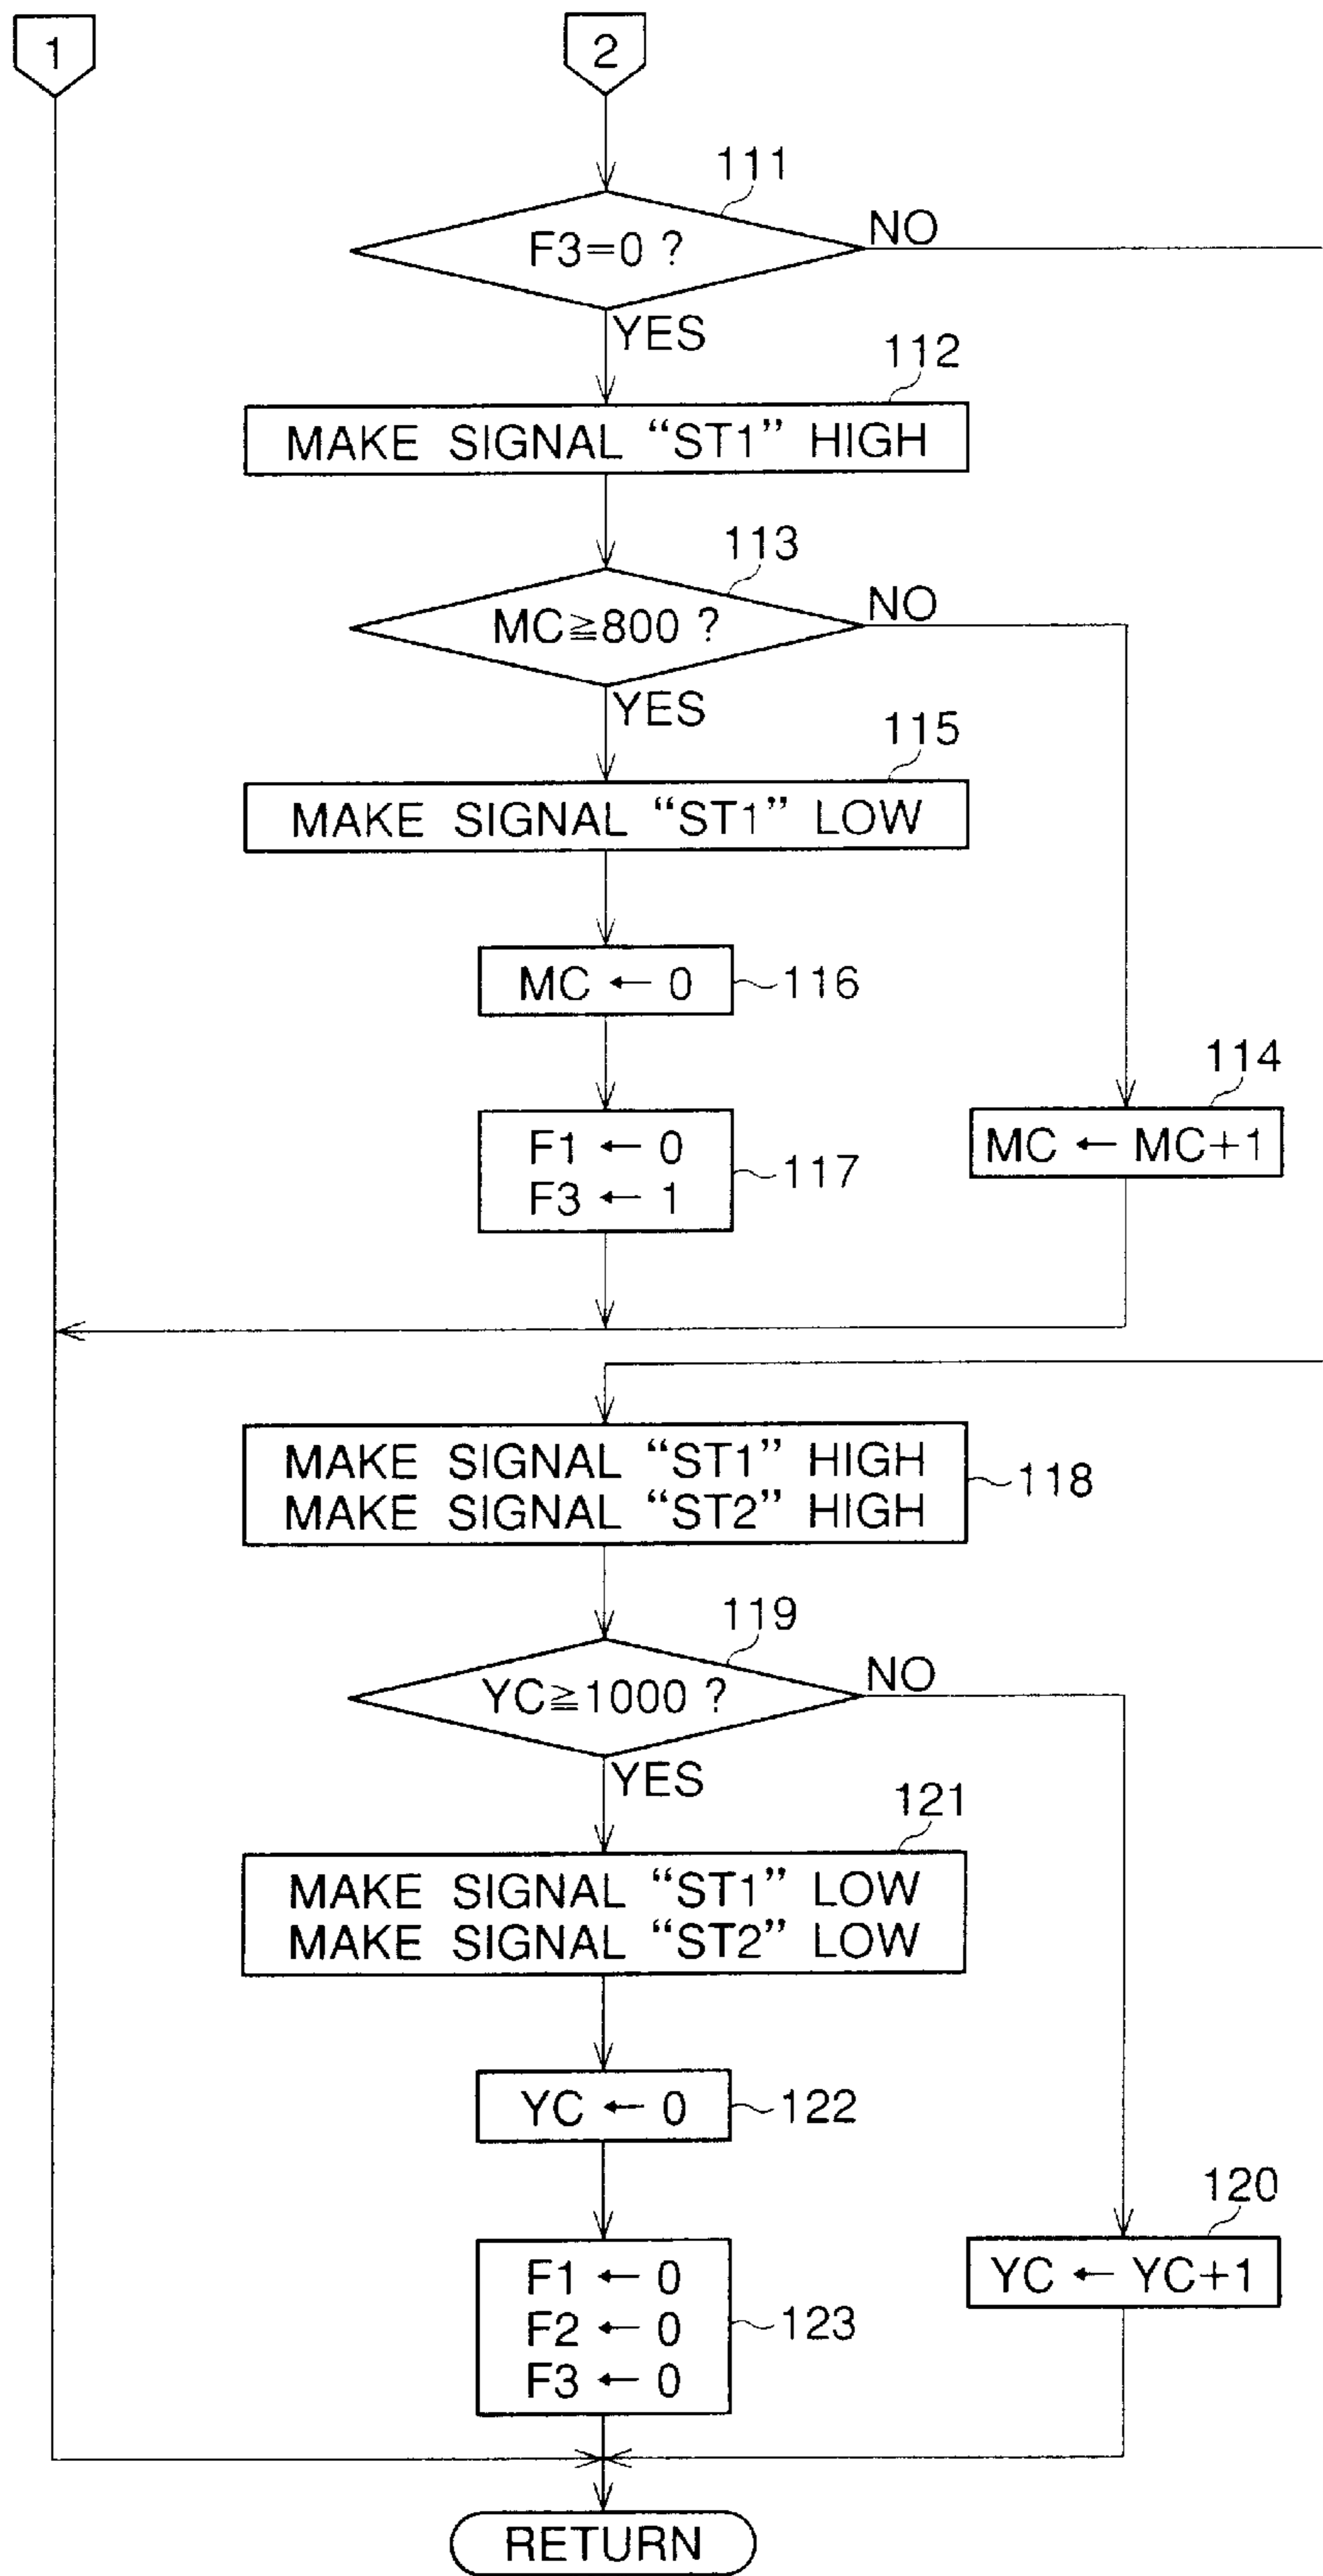 1
2
111
F3=0 ?
NO
YES
112
MAKE SIGNAL “ST1” HIGH
113
MC≧800 ?
NO
YES
115
MAKE SIGNAL “ST1” LOW
MC ← 0
116
114
F1 ← 0
F3 ← 1
117
MC ← MC+1
MAKE SIGNAL “ST1” HIGH
MAKE SIGNAL “ST2” HIGH
118
119
YC≧1000 ?
NO
YES
121
MAKE SIGNAL “ST1” LOW
MAKE SIGNAL “ST2” LOW
YC ← 0
122
120
F1 ← 0
F2 ← 0
F3 ← 0
123
YC ← YC+1
RETURN